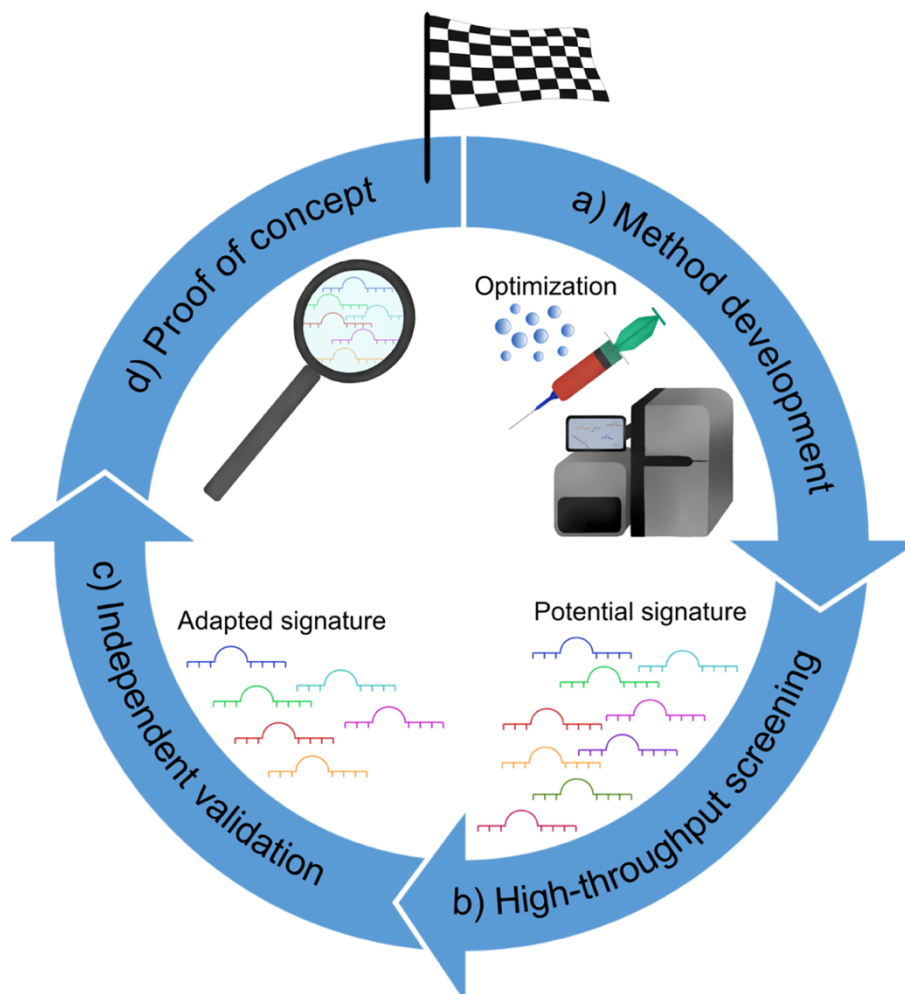 a) Method development
Optimization
Potential signature
b) High-throughput screening
Adapted signature
c) Independent validation
d) Proof of concept